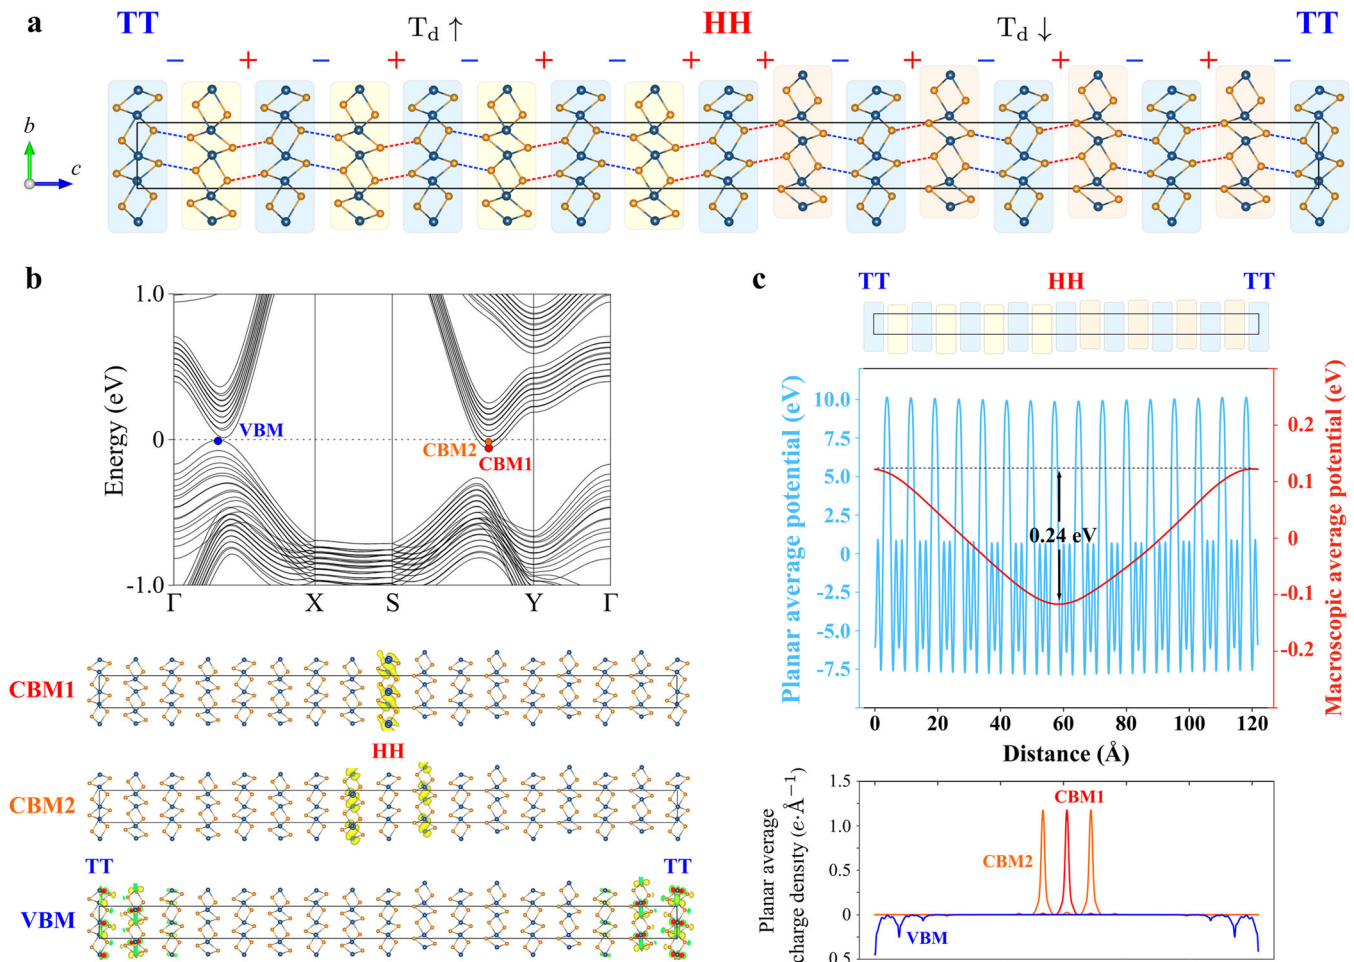 a
TT T_d ↑ HH T_d ↓ TT
− + − + − + − + + − + − + − + −
b
c
b
1.0
0
-1.0
Energy (eV)
VBM
CBM2
CBM1
Γ X S Y Γ
CBM1
HH
CBM2
TT TT
VBM
c
TT HH TT
Planar average potential (eV)
10.0
7.5
5.0
2.5
0
-2.5
-5.0
-7.5
0.24 eV
0.2
0.1
0
-0.1
-0.2
Macroscopic average potential (eV)
0 20 40 60 80 100 120
Distance (Å)
Planar average
charge density (e·Å⁻¹)
1.5
1.0
0.5
0
0.5
CBM1
CBM2
VBM